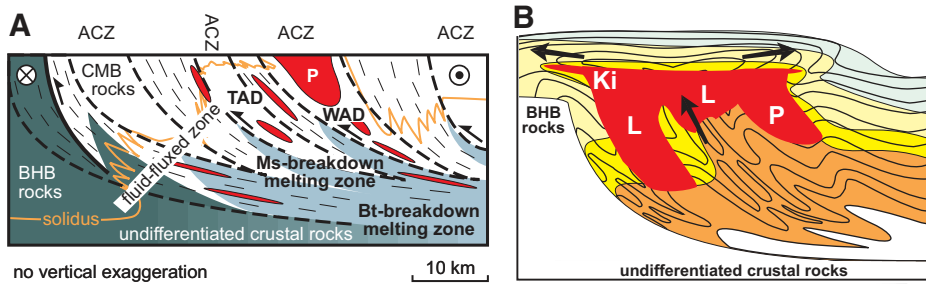 A
ACZ
ACZ
ACZ
ACZ
CMB
rocks
P
TAD
WAD
fluid-fluxed zone
BHB
rocks
Ms-breakdown
melting zone
Bt-breakdown
melting zone
solidus
undifferentiated crustal rocks
no vertical exaggeration
10 km
B
Ki
L
L
P
BHB
rocks
undifferentiated crustal rocks